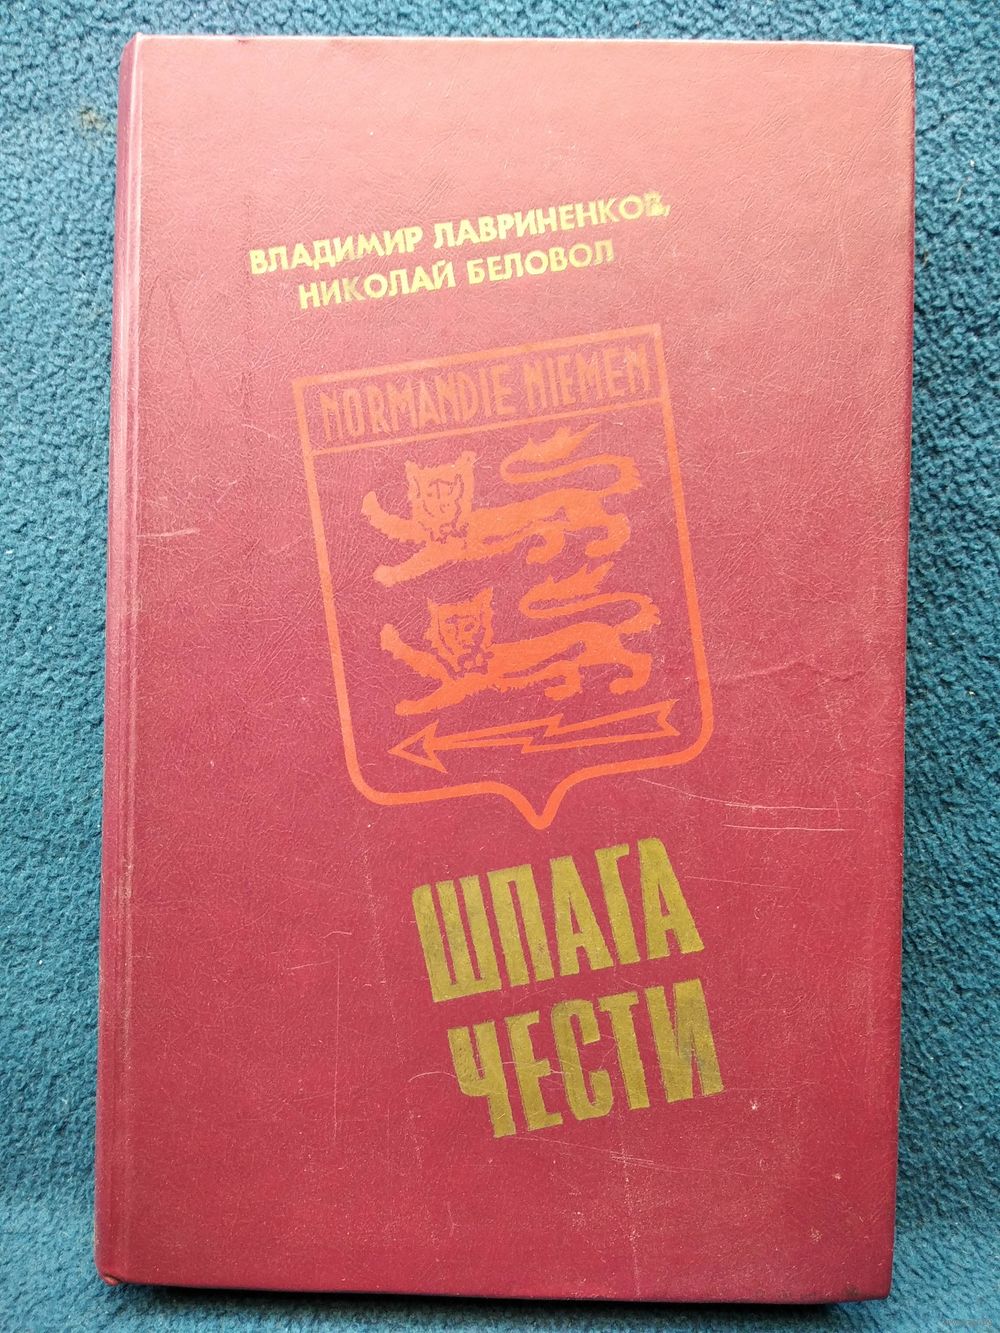 ВЛАДИМИР ЛАВРИНЕНКОВ,
НИКОЛАЙ БЕЛОВОЛ
NORMANDIE NIEMEN
ШПАГА
ЧЕСТИ